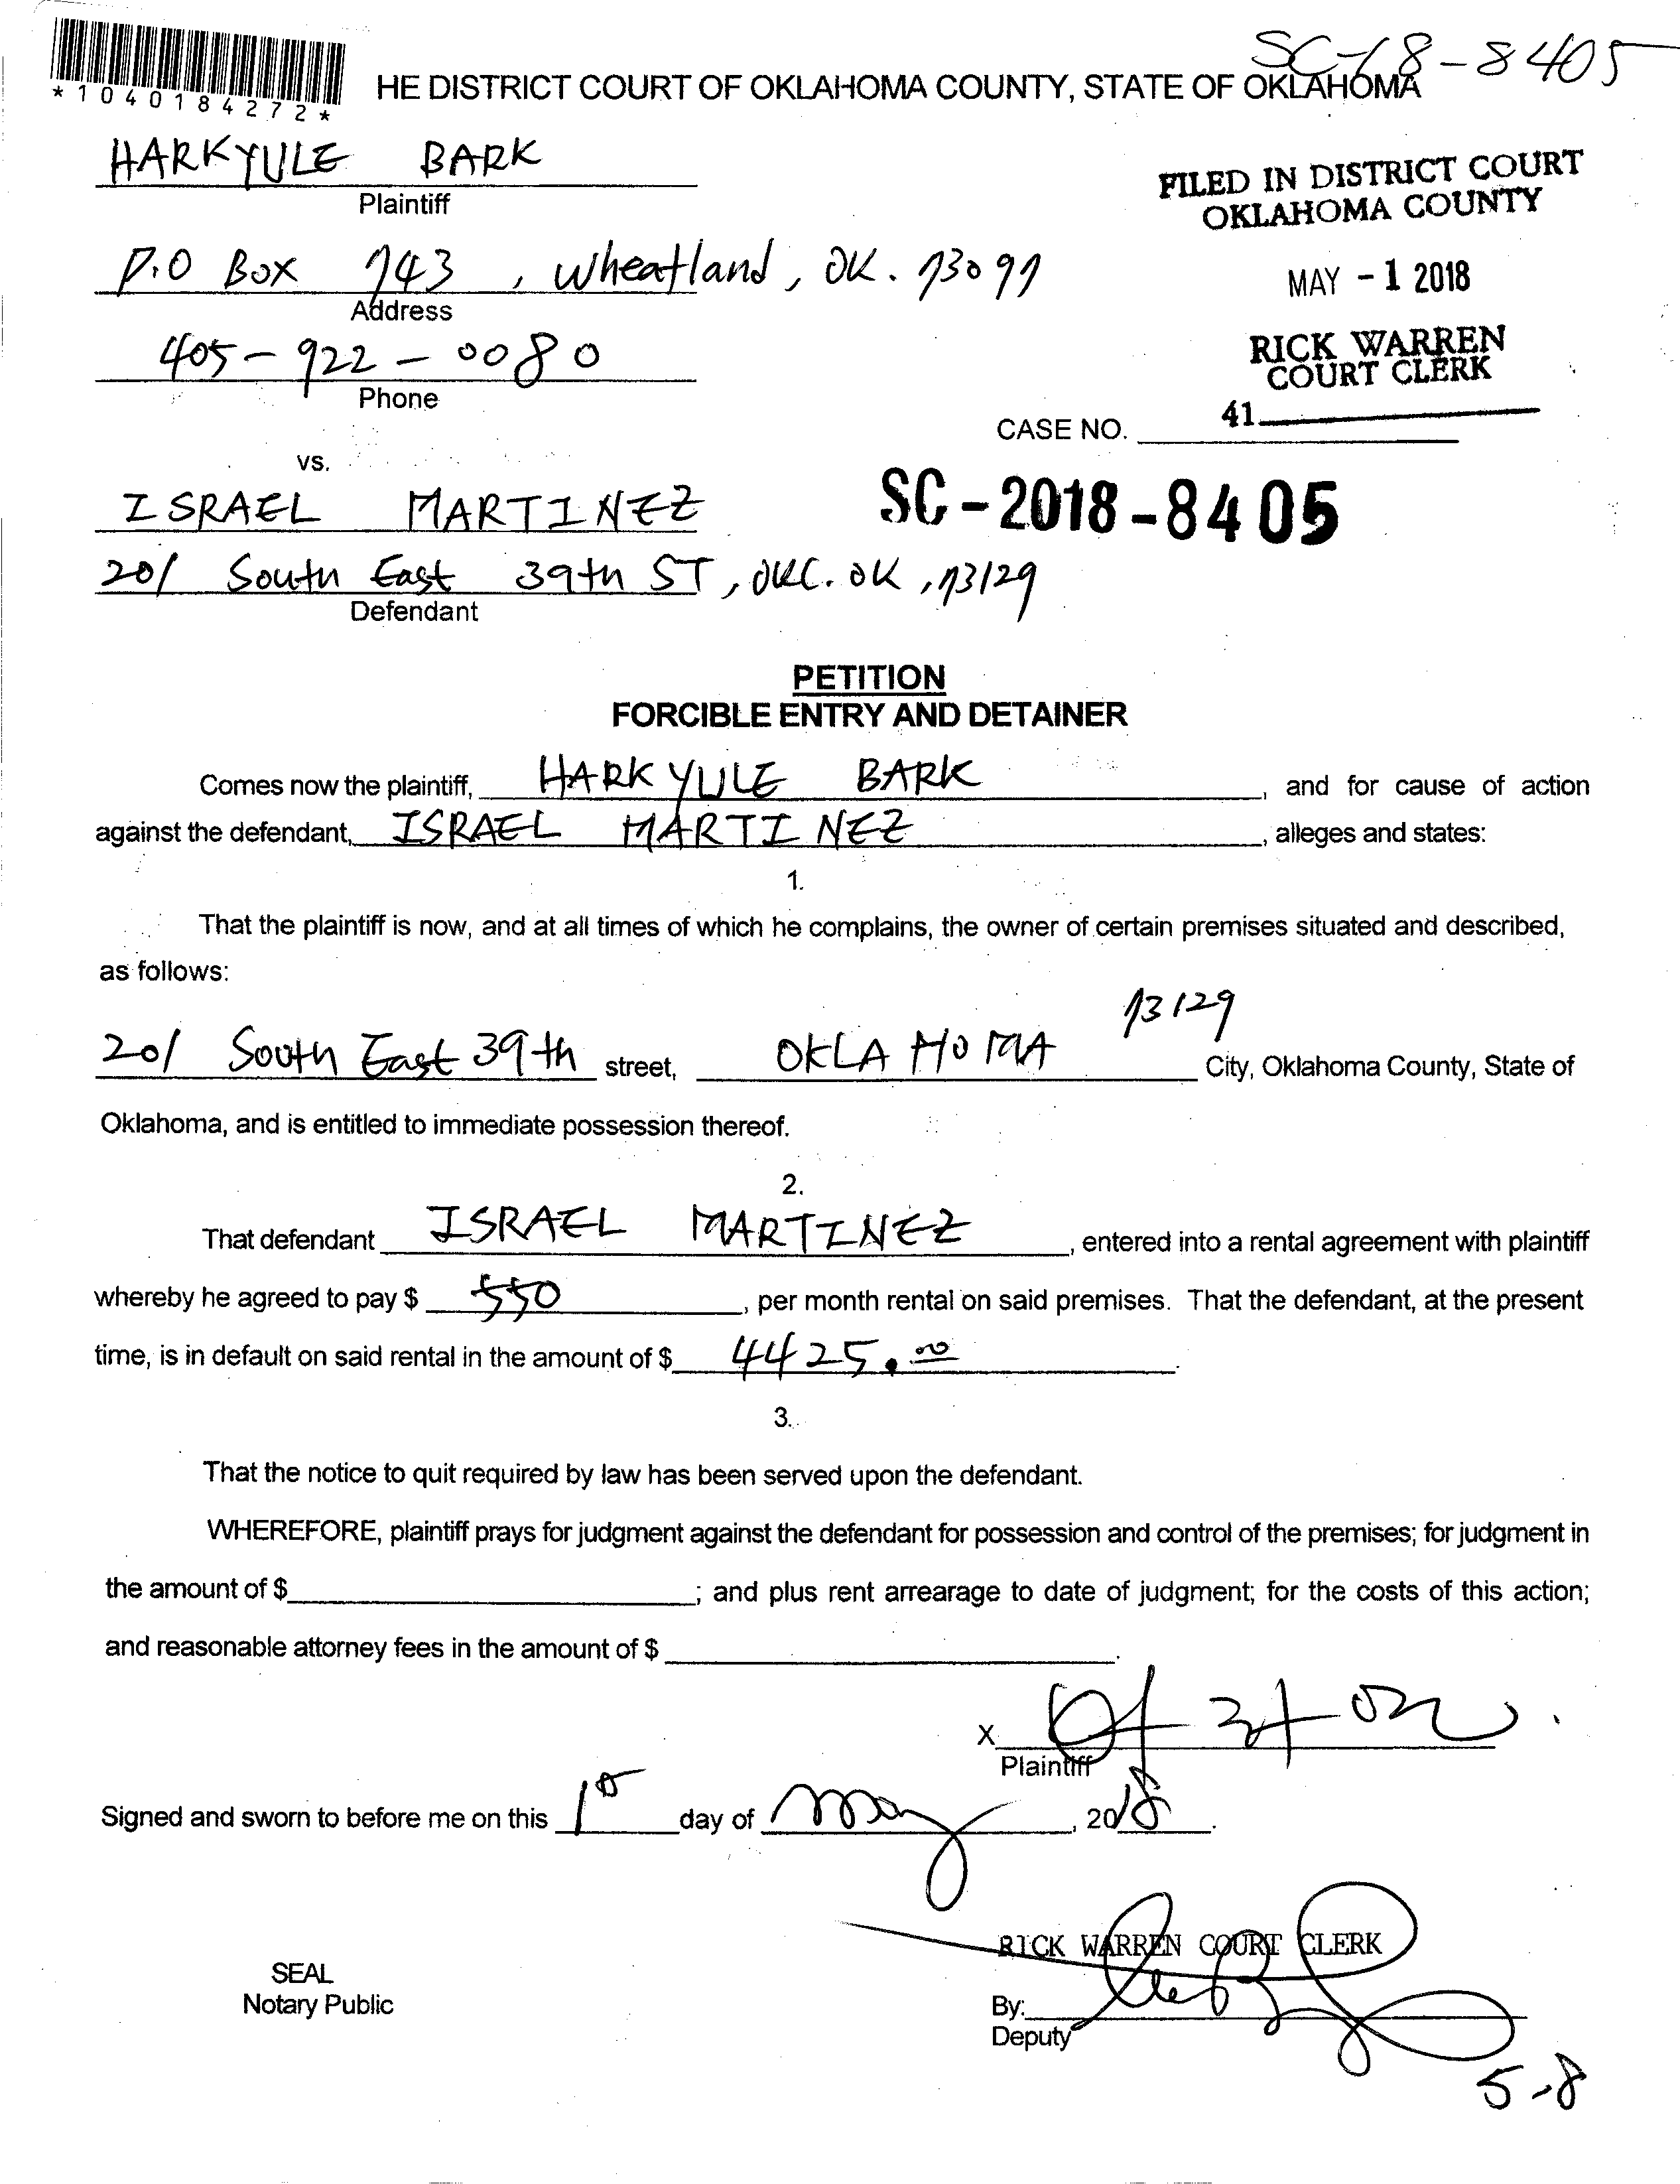 SC-18-8405
*1040184272*
HE DISTRICT COURT OF OKLAHOMA COUNTY, STATE OF OKLAHOMA
HARKYULE BARK
Plaintiff
FILED IN DISTRICT COURT
OKLAHOMA COUNTY
P.O BOX 743, Wheatland, OK. 73097
Address
MAY - 1 2018
405-922-0080
Phone
RICK WARREN
COURT CLERK
41
CASE NO.
vs.
ISRAEL MARTINEZ
SC-2018-8405
201 South East 39th ST, OKC. OK, 73129
Defendant
PETITION
FORCIBLE ENTRY AND DETAINER
Comes now the plaintiff, HARKYULE BARK, and for cause of action
against the defendant, ISRAEL MARTINEZ, alleges and states:
1.
That the plaintiff is now, and at all times of which he complains, the owner of certain premises situated and described,
as follows:
73129
201 South East 39th street, OKLAHOMA City, Oklahoma County, State of
Oklahoma, and is entitled to immediate possession thereof.
2.
That defendant ISRAEL MARTINEZ, entered into a rental agreement with plaintiff
whereby he agreed to pay $ 550, per month rental on said premises. That the defendant, at the present
time, is in default on said rental in the amount of $ 4425.00.
3.
That the notice to quit required by law has been served upon the defendant.
WHEREFORE, plaintiff prays for judgment against the defendant for possession and control of the premises; for judgment in
the amount of $ ; and plus rent arrearage to date of judgment; for the costs of this action;
and reasonable attorney fees in the amount of $ .
X
Plaintiff
Signed and sworn to before me on this 1st day of May, 2018.
RICK WARREN COURT CLERK
SEAL
Notary Public
By:
Deputy
5-8